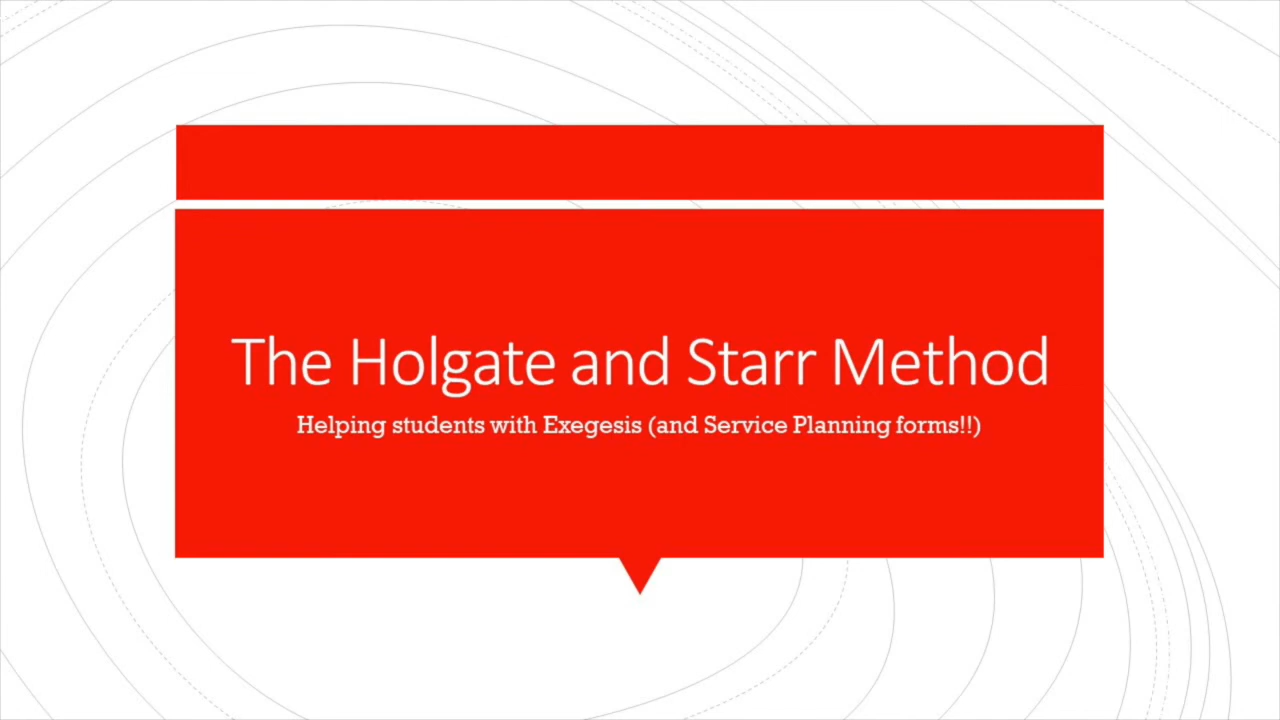 The Holgate and Starr Method
Helping students with Exegesis (and Service Planning forms!!)